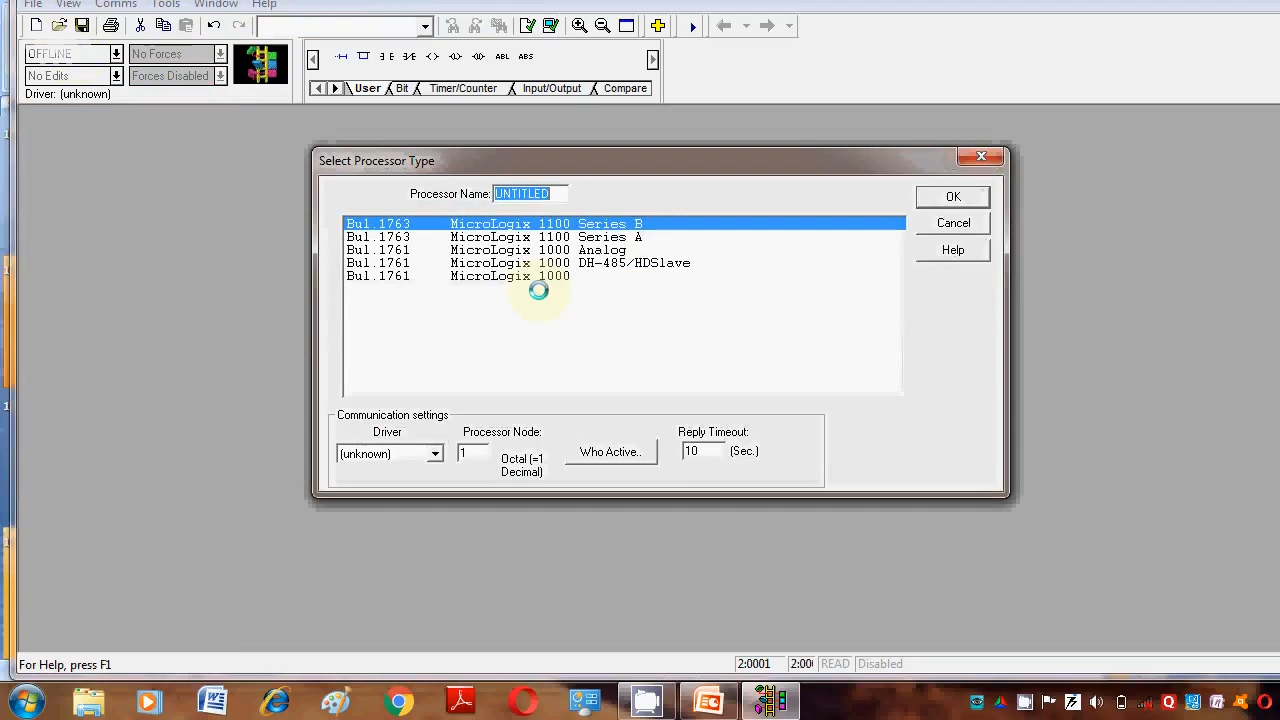 File View Comms Tools Window Help
OFFLINE No Forces
No Edits Forces Disabled
Driver: (unknown)
ABL ABS
User Bit Timer/Counter Input/Output Compare
Select Processor Type
Processor Name: UNTITLED
OK
Cancel
Help
Bul.1763 MicroLogix 1100 Series B
Bul.1763 MicroLogix 1100 Series A
Bul.1761 MicroLogix 1000 Analog
Bul.1761 MicroLogix 1000 DH-485/HDSlave
Bul.1761 MicroLogix 1000
Communication settings
Driver Processor Node: Reply Timeout:
(unknown) 1 Octal (=1 Decimal) Who Active.. 10 (Sec.)
For Help, press F1 2:0001 2:00 READ Disabled